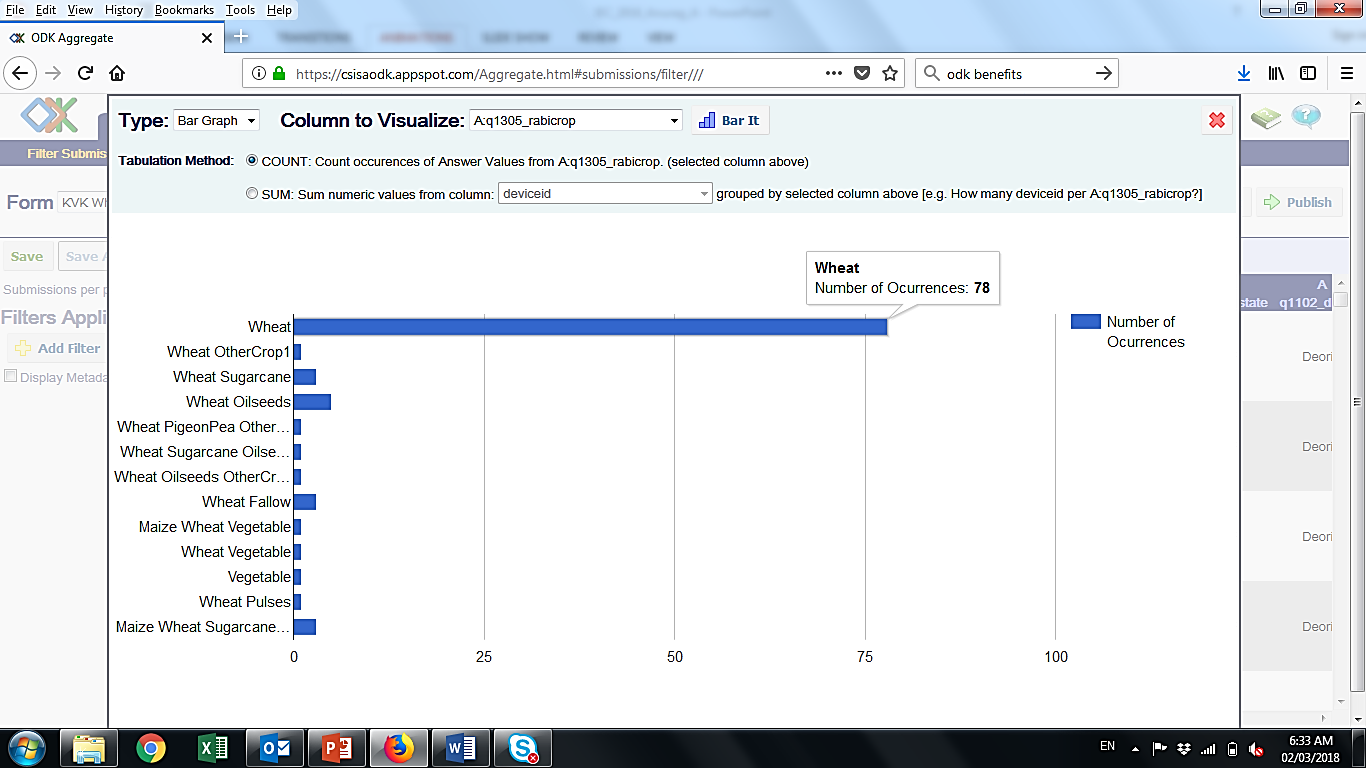 File Edit View History Bookmarks Tools Help
ODK Aggregate
TRANSITIONS ANIMATIONS SLIDE SHOW REVIEW VIEW
https://csisaodk.appspot.com/Aggregate.html#submissions/filter///
odk benefits
Type: Bar Graph Column to Visualize: A:q1305_rabicrop Bar It
Filter Submis
Tabulation Method: COUNT: Count occurences of Answer Values from A:q1305_rabicrop. (selected column above)
SUM: Sum numeric values from column: deviceid grouped by selected column above [e.g. How many deviceid per A:q1305_rabicrop?]
Form KVK Wh
Publish
Save Save A
Submissions per p
Filters Appli
Add Filter
Display Metada
A
state q1102_d
Deori
Deori
Deori
Deori
Wheat
Number of Ocurrences: 78
Number of
Ocurrences
Wheat
Wheat OtherCrop1
Wheat Sugarcane
Wheat Oilseeds
Wheat PigeonPea Other...
Wheat Sugarcane Oilse...
Wheat Oilseeds OtherCr...
Wheat Fallow
Maize Wheat Vegetable
Wheat Vegetable
Vegetable
Wheat Pulses
Maize Wheat Sugarcane...
0 25 50 75 100
EN
6:33 AM
02/03/2018